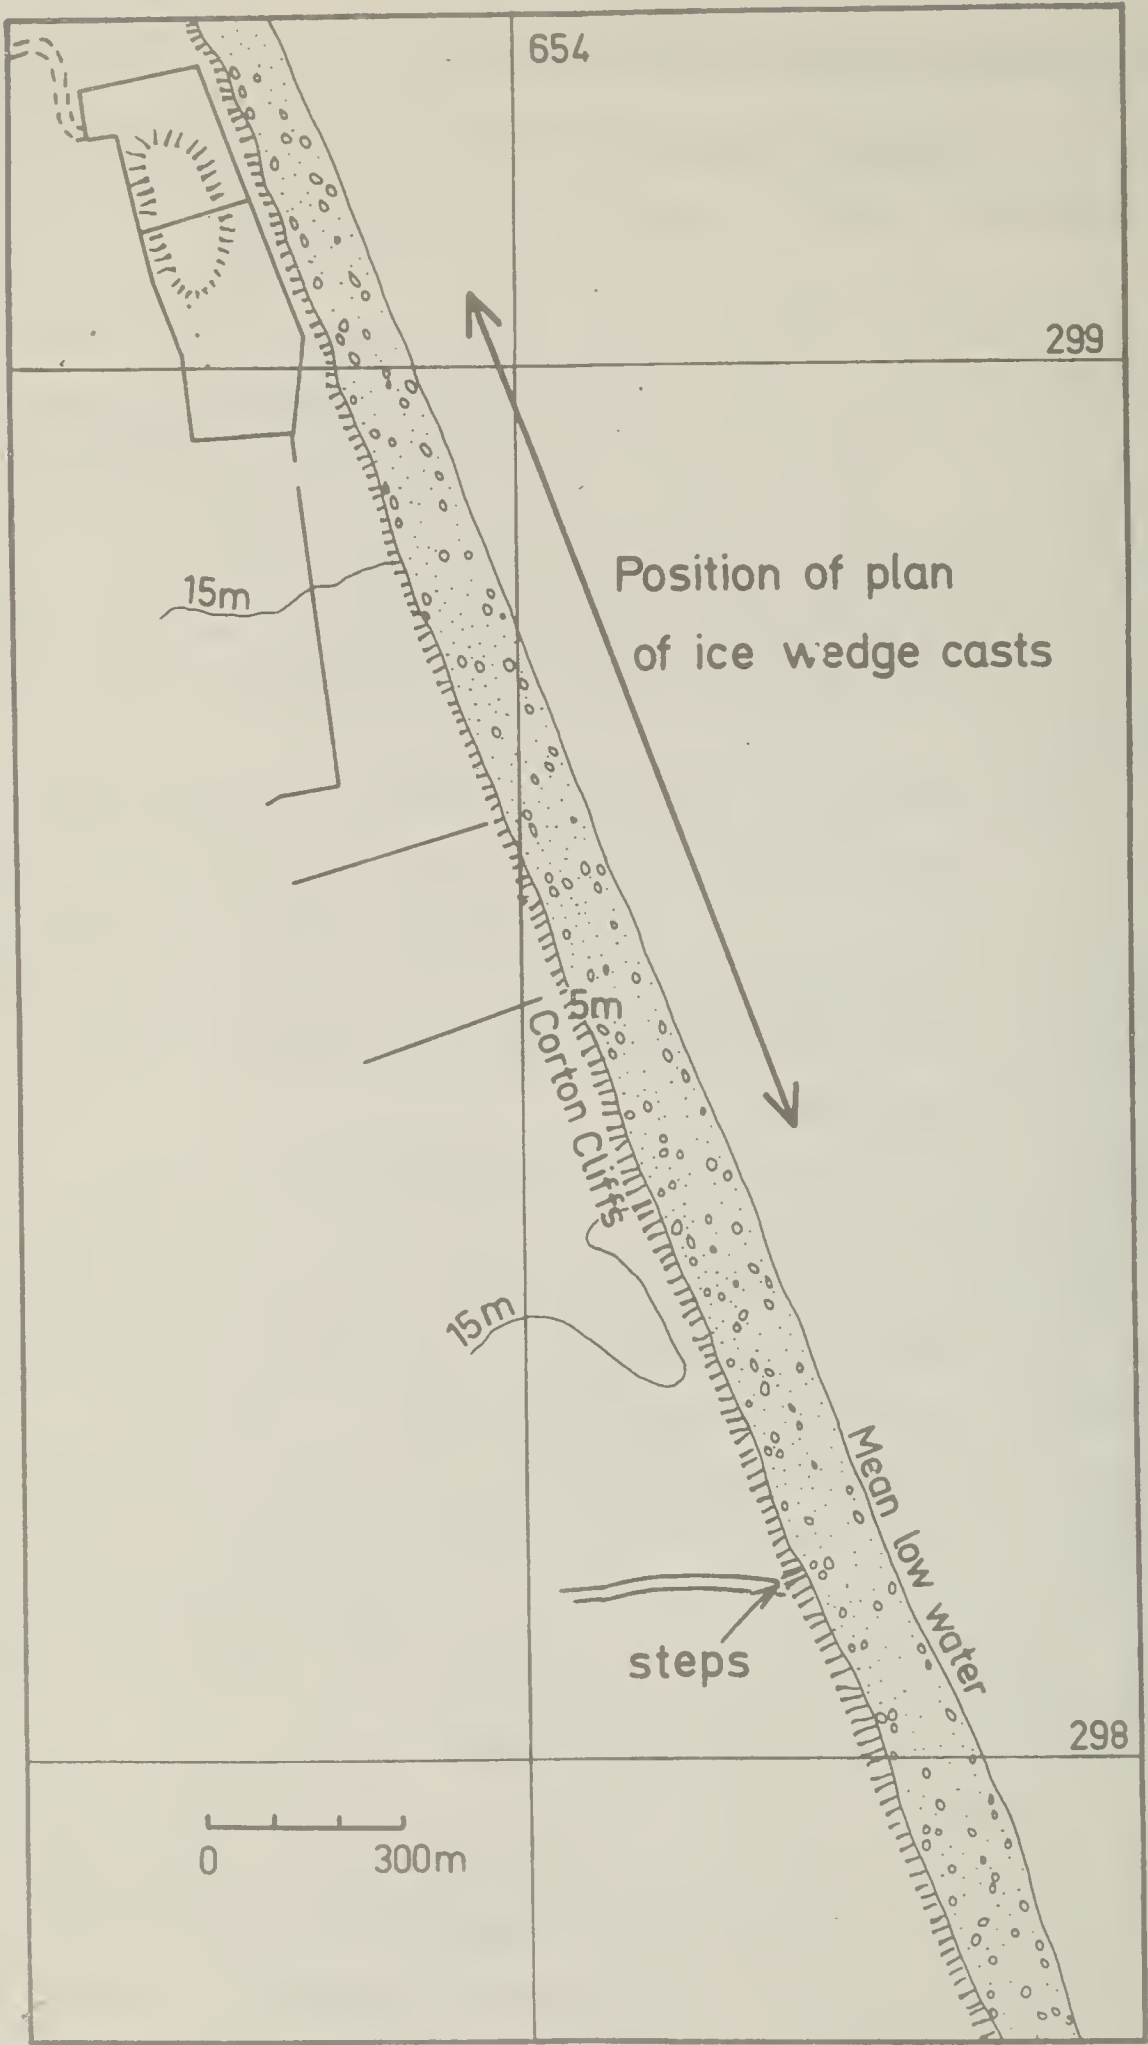 654
299
15m
Position of plan
of ice wedge casts
5m
Corton Cliffs
15m
Mean low water
steps
298
0 300m